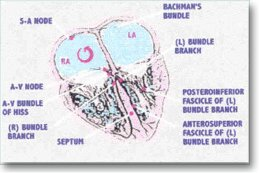 BACHMAN'S
BUNDLE
S-A NODE
LA
(L) BUNDLE
BRANCH
RA
A-V NODE
POSTEROINFERIOR
FASCICLE OF (L)
BUNDLE BRANCH
A-V BUNDLE
OF HISS
(R) BUNDLE
BRANCH
ANTEROSUPERIOR
FASCICLE OF (L)
BUNDLE BRANCH
SEPTUM